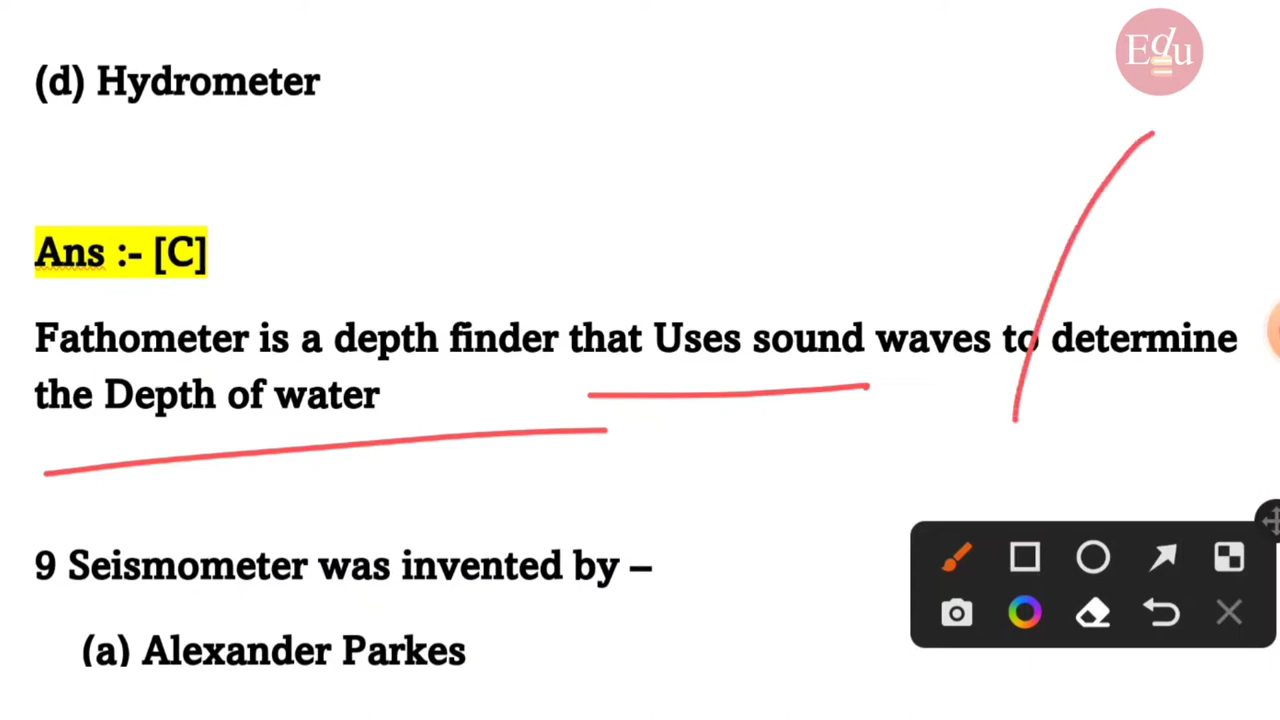 Edu
(d) Hydrometer
Ans :- [C]
Fathometer is a depth finder that Uses sound waves to determine
the Depth of water
9 Seismometer was invented by –
(a) Alexander Parkes